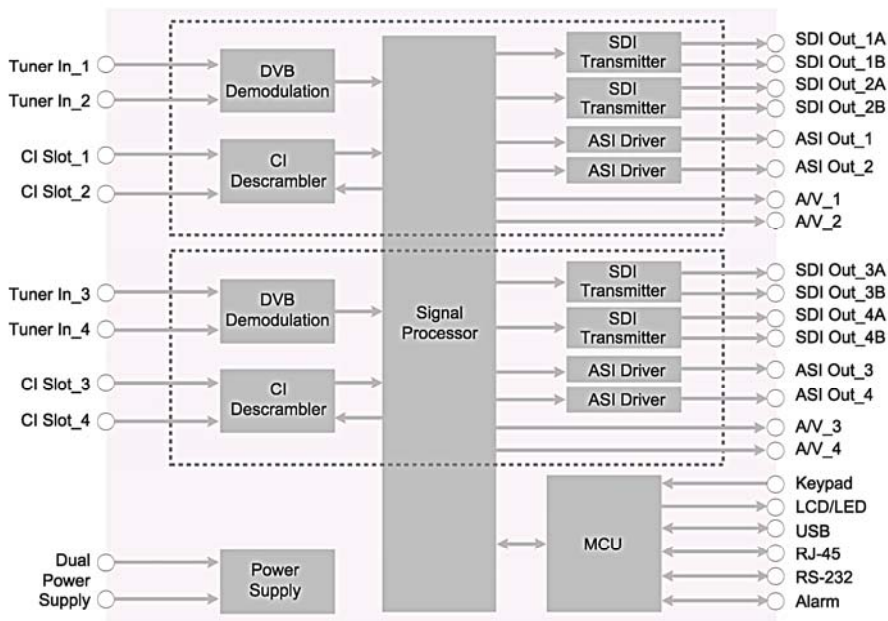 Tuner In_1
Tuner In_2
CI Slot_1
CI Slot_2
DVB
Demodulation
CI
Descrambler
SDI
Transmitter
SDI
Transmitter
ASI Driver
ASI Driver
SDI Out_1A
SDI Out_1B
SDI Out_2A
SDI Out_2B
ASI Out_1
ASI Out_2
A/V_1
A/V_2
Tuner In_3
Tuner In_4
CI Slot_3
CI Slot_4
DVB
Demodulation
CI
Descrambler
Signal
Processor
SDI
Transmitter
SDI
Transmitter
ASI Driver
ASI Driver
SDI Out_3A
SDI Out_3B
SDI Out_4A
SDI Out_4B
ASI Out_3
ASI Out_4
A/V_3
A/V_4
Dual
Power
Supply
Power
Supply
MCU
Keypad
LCD/LED
USB
RJ-45
RS-232
Alarm